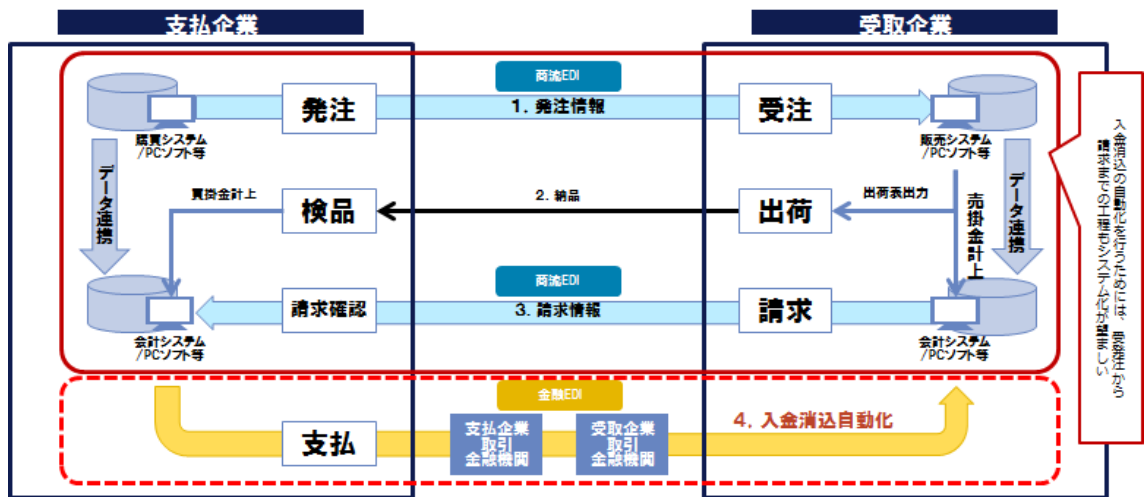 支払企業
受取企業
商流EDI
発注
1. 発注情報
受注
購買システム
/PCソフト等
販売システム
/PCソフト等
データ連携
買掛金計上
検品
2. 納品
出荷
出荷表出力
売掛金計上
データ連携
商流EDI
請求確認
3. 請求情報
請求
会計システム
/PCソフト等
会計システム
/PCソフト等
金融EDI
支払
支払企業
取引
金融機関
受取企業
取引
金融機関
4. 入金消込自動化
入金消込の自動化を行うためには、受発注から
請求までの工程もシステム化が望ましい